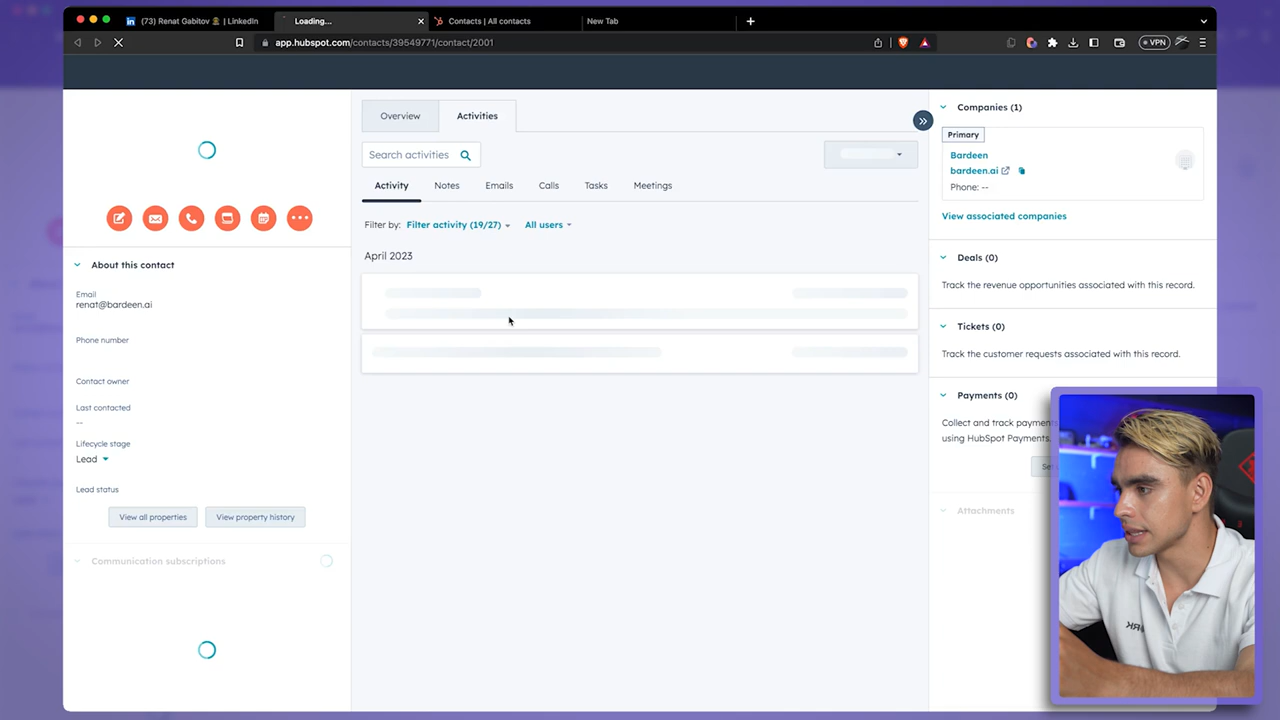 (73) Renat Gabitov | LinkedIn
Loading...
Contacts | All contacts
New Tab
app.hubspot.com/contacts/39549771/contact/2001
VPN
About this contact
Email
renat@bardeen.ai
Phone number
Contact owner
Last contacted
--
Lifecycle stage
Lead
Lead status
View all properties
View property history
Communication subscriptions
Overview
Activities
Search activities
Activity
Notes
Emails
Calls
Tasks
Meetings
Filter by: Filter activity (19/27)
All users
April 2023
Companies (1)
Primary
Bardeen
bardeen.ai
Phone: --
View associated companies
Deals (0)
Track the revenue opportunities associated with this record.
Tickets (0)
Track the customer requests associated with this record.
Payments (0)
Collect and track payments
using HubSpot Payments.
Attachments